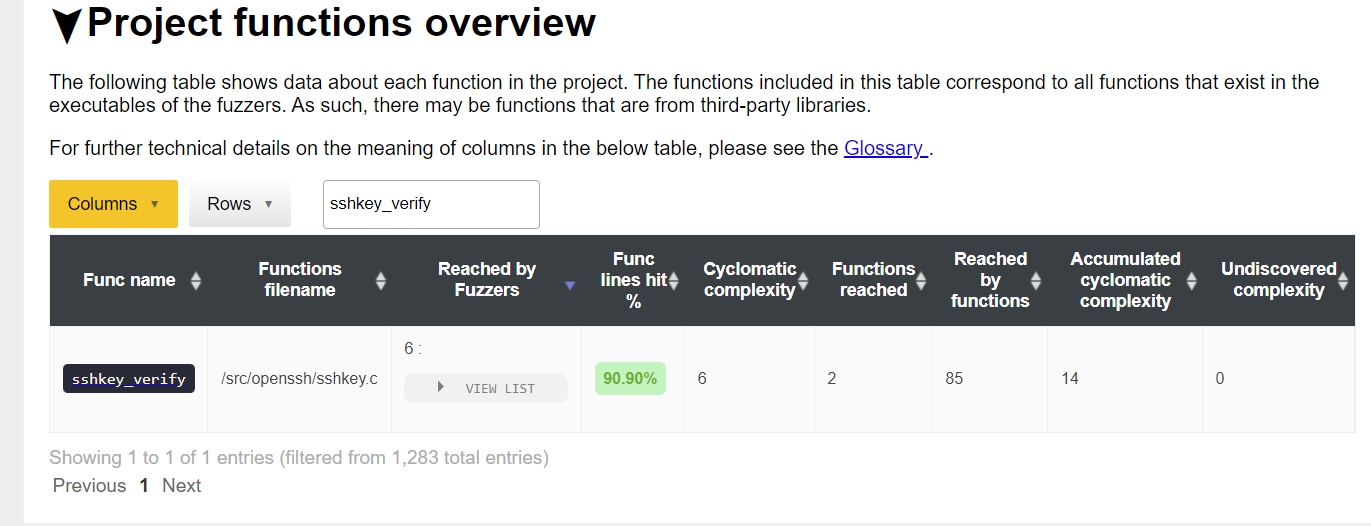 Project functions overview
The following table shows data about each function in the project. The functions included in this table correspond to all functions that exist in the
executables of the fuzzers. As such, there may be functions that are from third-party libraries.
For further technical details on the meaning of columns in the below table, please see the Glossary .
Columns ▼ Rows ▼ sshkey_verify
Func name Functions filename Reached by Fuzzers Func lines hit % Cyclomatic complexity Functions reached Reached by functions Accumulated cyclomatic complexity Undiscovered complexity
sshkey_verify /src/openssh/sshkey.c 6 : VIEW LIST 90.90% 6 2 85 14 0
Showing 1 to 1 of 1 entries (filtered from 1,283 total entries)
Previous 1 Next